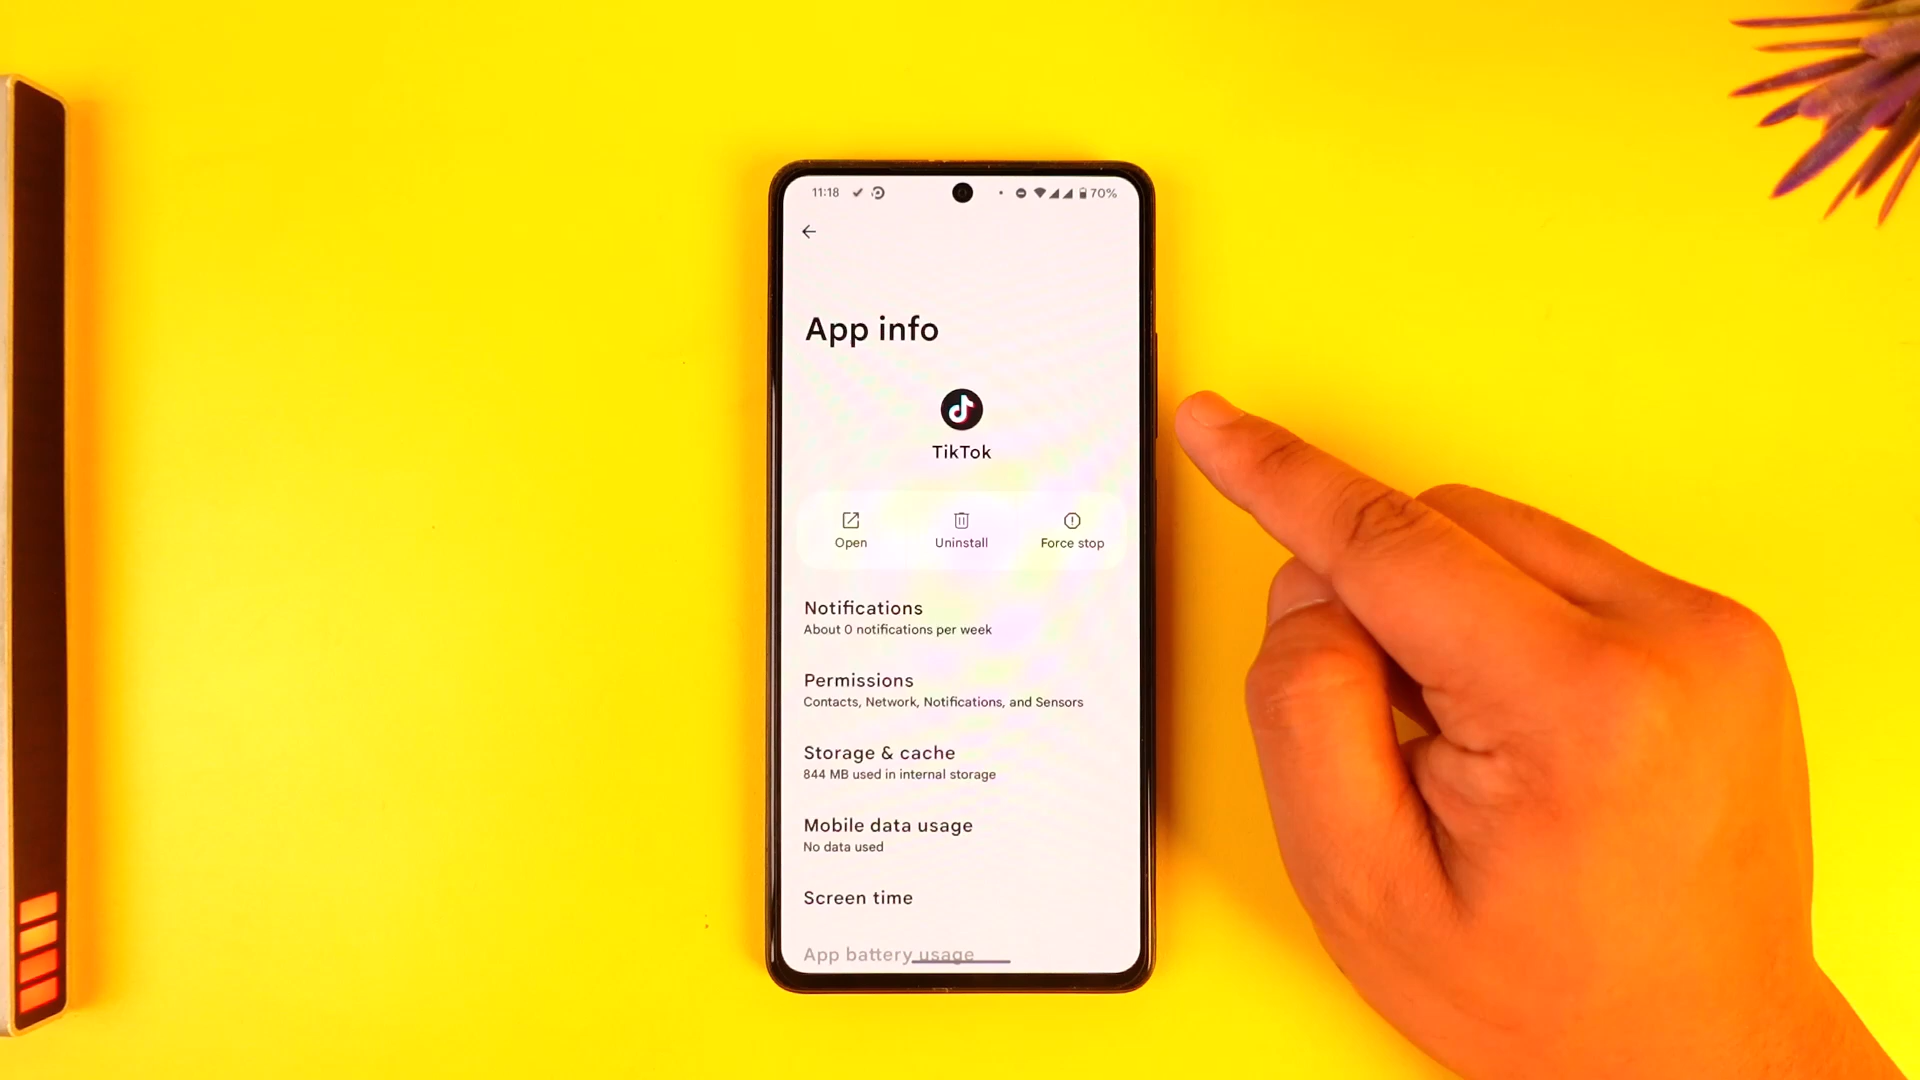 11:18 70%
App info
TikTok
Open Uninstall Force stop
Notifications
About 0 notifications per week
Permissions
Contacts, Network, Notifications, and Sensors
Storage & cache
844 MB used in internal storage
Mobile data usage
No data used
Screen time
App battery usage